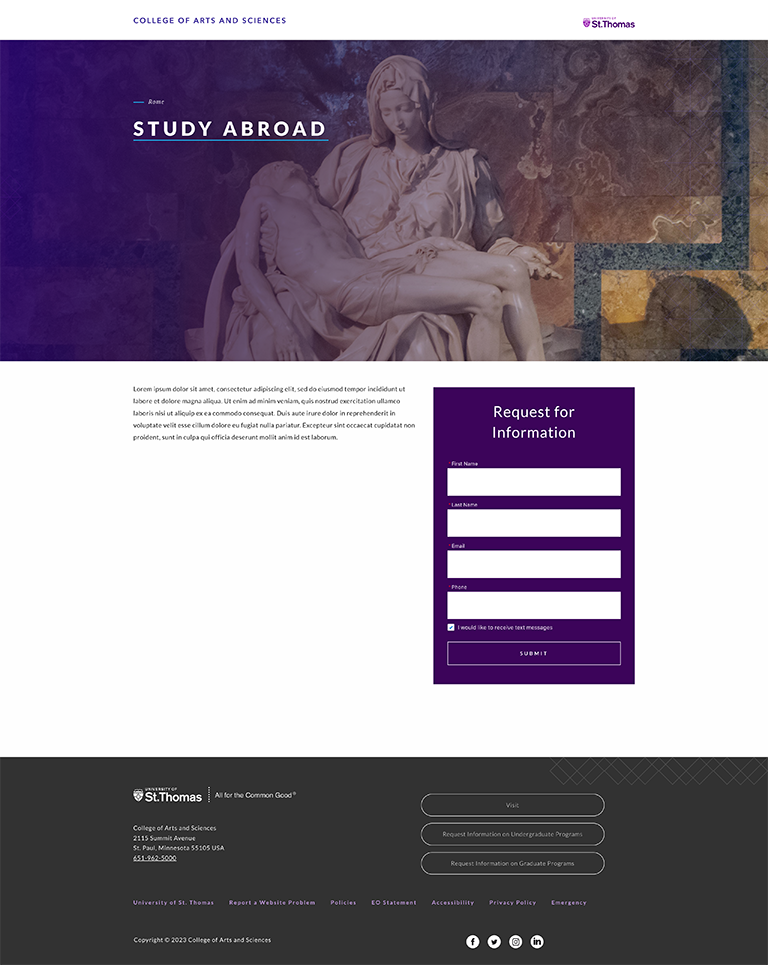 COLLEGE OF ARTS AND SCIENCES
UNIVERSITY OF
St.Thomas
Rome
STUDY ABROAD
Lorem ipsum dolor sit amet, consectetur adipiscing elit, sed do eiusmod tempor incididunt ut
labore et dolore magna aliqua. Ut enim ad minim veniam, quis nostrud exercitation ullamco
laboris nisi ut aliquip ex ea commodo consequat. Duis aute irure dolor in reprehenderit in
voluptate velit esse cillum dolore eu fugiat nulla pariatur. Excepteur sint occaecat cupidatat non
proident, sunt in culpa qui officia deserunt mollit anim id est laborum.
Request for
Information
First Name
Last Name
Email
Phone
I would like to receive text messages
SUBMIT
UNIVERSITY OF
St.Thomas
All for the Common Good®
College of Arts and Sciences
2115 Summit Avenue
St. Paul, Minnesota 55105 USA
651-962-5000
Visit
Request Information on Undergraduate Programs
Request Information on Graduate Programs
University of St. Thomas Report a Website Problem Policies EO Statement Accessibility Privacy Policy Emergency
Copyright © 2023 College of Arts and Sciences